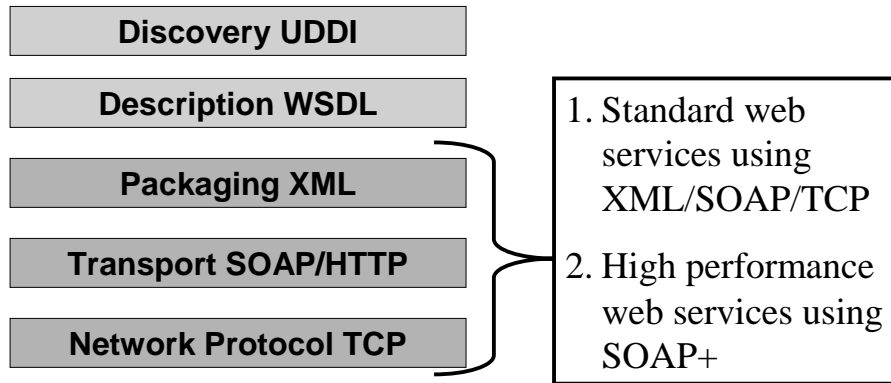 Discovery UDDI
Description WSDL
Packaging XML
Transport SOAP/HTTP
Network Protocol TCP
1. Standard web
services using
XML/SOAP/TCP
2. High performance
web services using
SOAP+